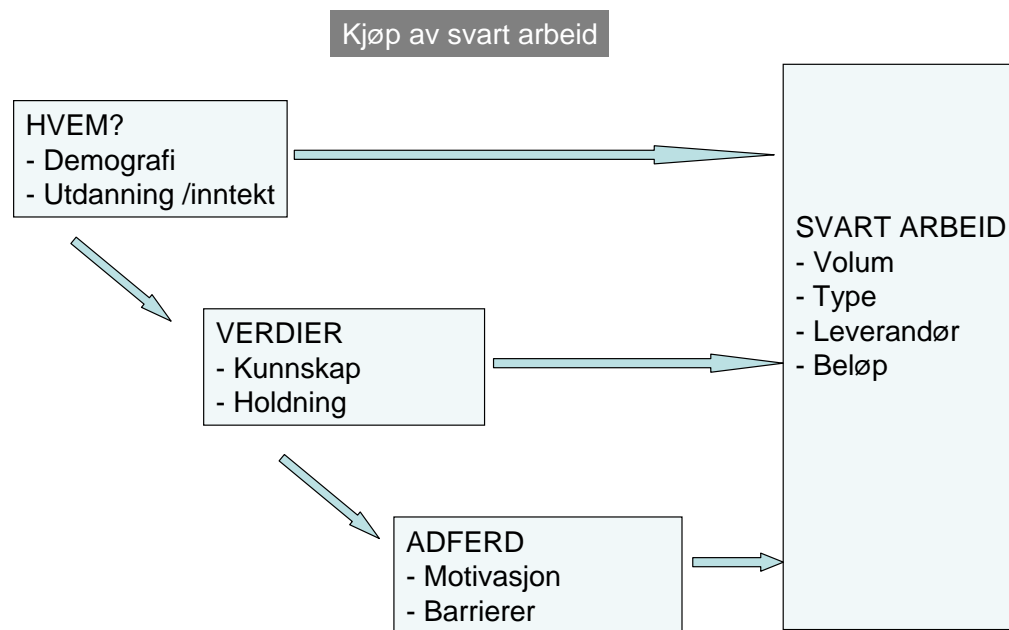 Kjøp av svart arbeid
HVEM?
- Demografi
- Utdanning /inntekt
VERDIER
- Kunnskap
- Holdning
ADFERD
- Motivasjon
- Barrierer
SVART ARBEID
- Volum
- Type
- Leverandør
- Beløp